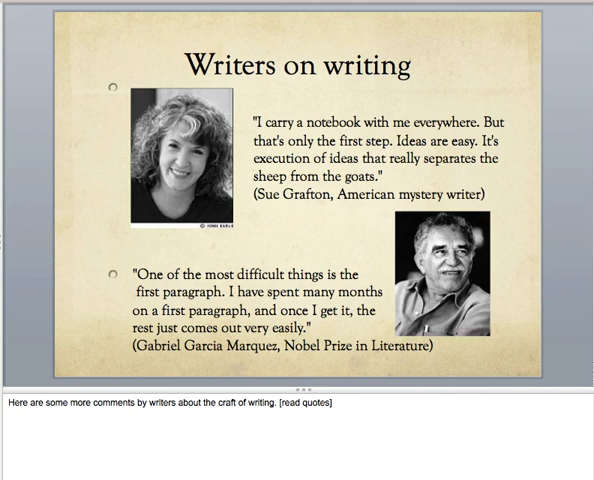 Writers on writing
"I carry a notebook with me everywhere. But
that's only the first step. Ideas are easy. It's
execution of ideas that really separates the
sheep from the goats."
(Sue Grafton, American mystery writer)
© JOHN EARLE
"One of the most difficult things is the
first paragraph. I have spent many months
on a first paragraph, and once I get it, the
rest just comes out very easily."
(Gabriel Garcia Marquez, Nobel Prize in Literature)
Here are some more comments by writers about the craft of writing. [read quotes]